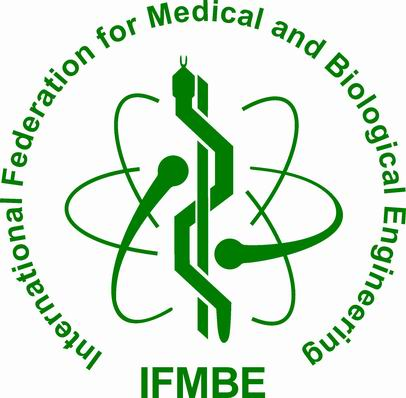 International Federation for Medical and Biological Engineering
IFMBE